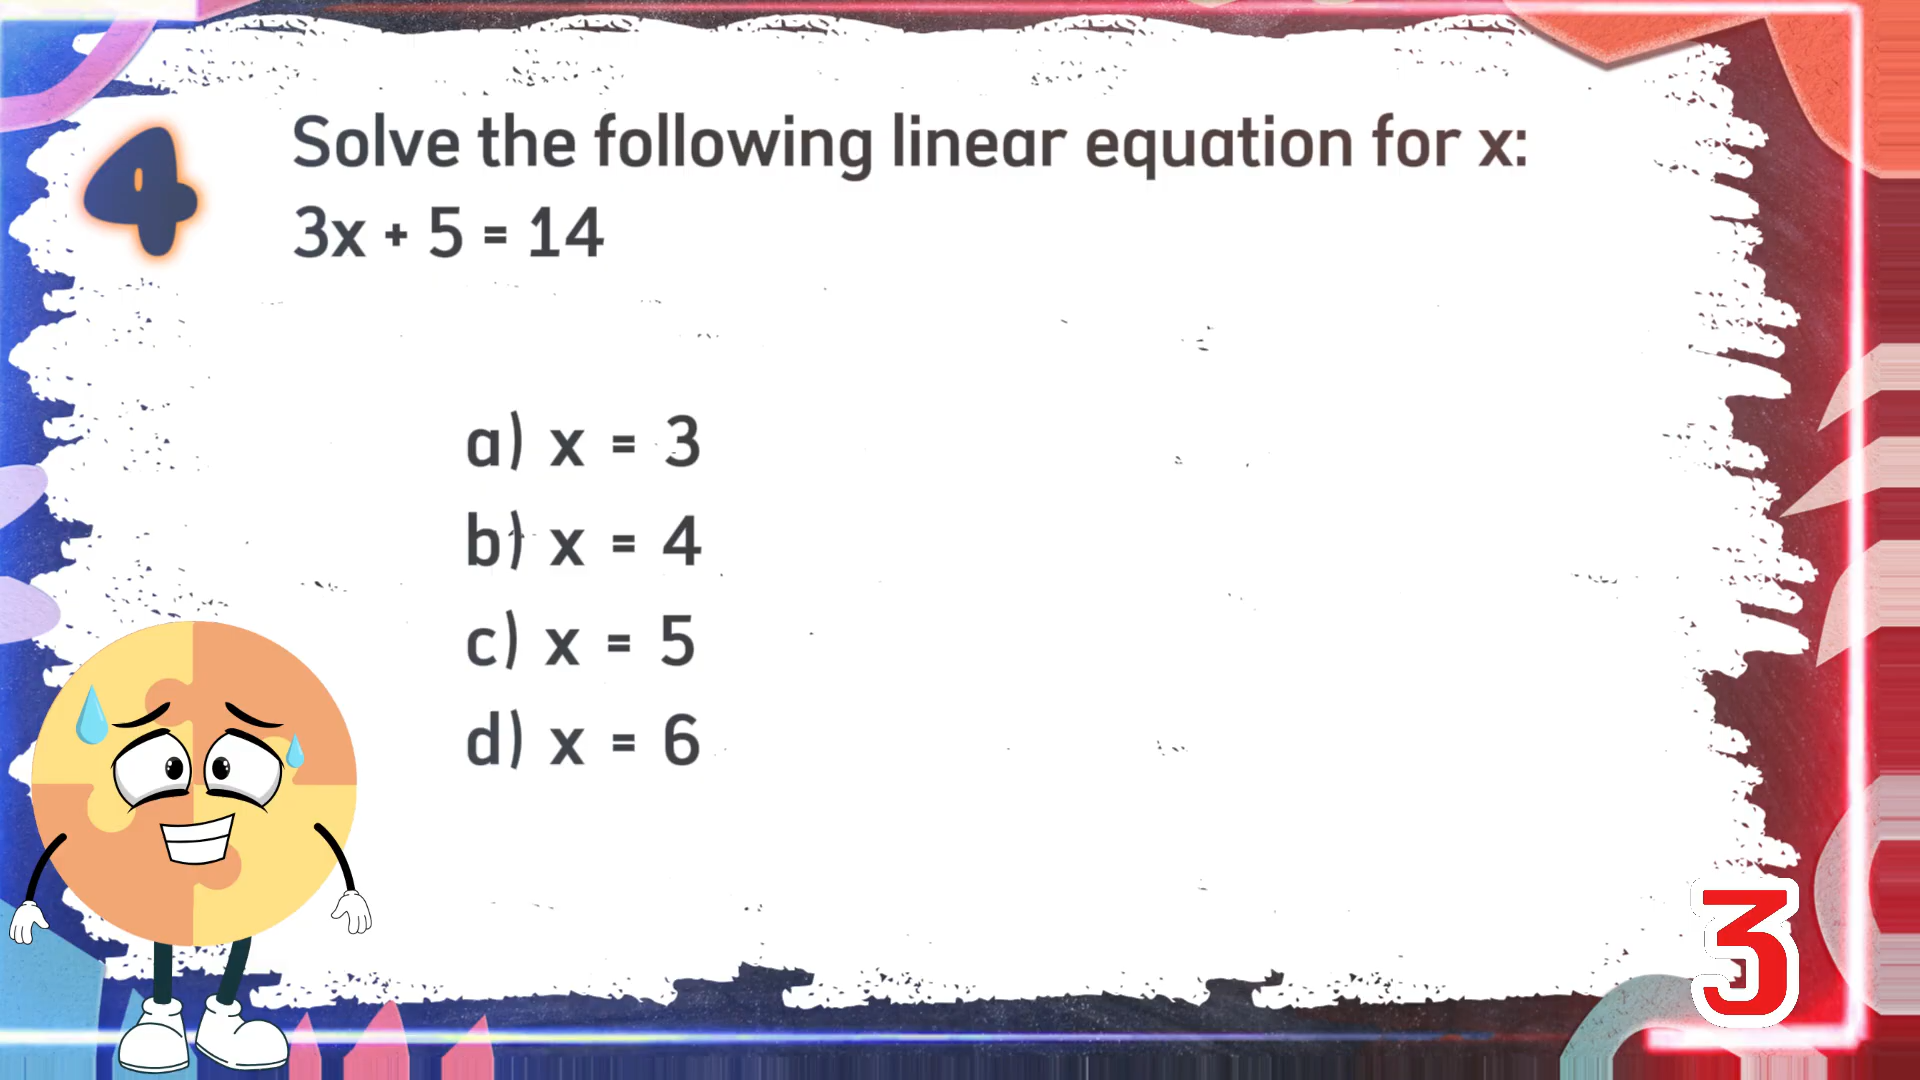 4
Solve the following linear equation for x:
3x + 5 = 14
a) x = 3
b) x = 4
c) x = 5
d) x = 6
3